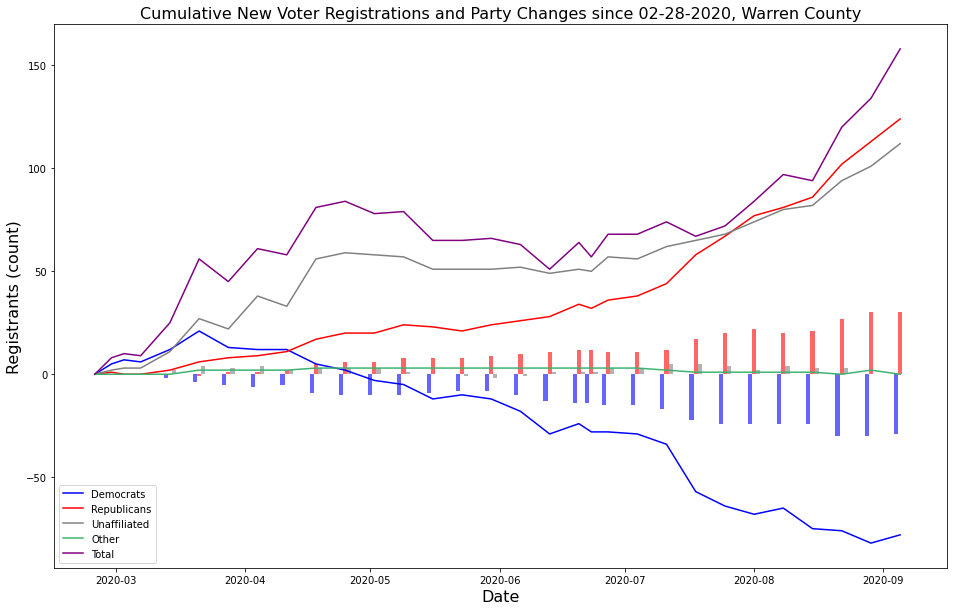 Cumulative New Voter Registrations and Party Changes since 02-28-2020, Warren County
Registrants (count)
150
100
50
0
−50
Democrats
Republicans
Unaffiliated
Other
Total
2020-03 2020-04 2020-05 2020-06 2020-07 2020-08 2020-09
Date